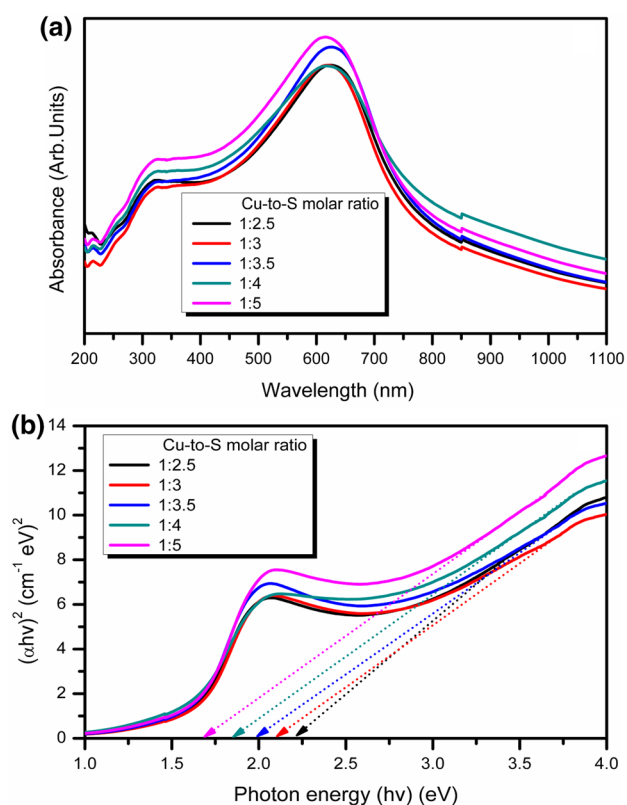 (a)
Absorbance (Arb.Units)
Cu-to-S molar ratio
1:2.5
1:3
1:3.5
1:4
1:5
200 300 400 500 600 700 800 900 1000 1100
Wavelength (nm)
(b)
(αhν)² (cm⁻¹ eV)²
14
12
10
8
6
4
2
0
Cu-to-S molar ratio
1:2.5
1:3
1:3.5
1:4
1:5
1.0 1.5 2.0 2.5 3.0 3.5 4.0
Photon energy (hν) (eV)